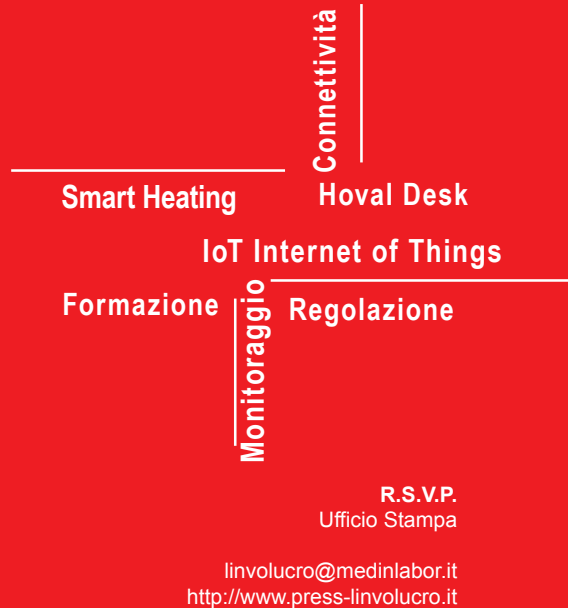 Connettività
Smart Heating
Hoval Desk
IoT Internet of Things
Formazione
Monitoraggio
Regolazione
R.S.V.P.
Ufficio Stampa
linvolucro@medinlabor.it
http://www.press-linvolucro.it